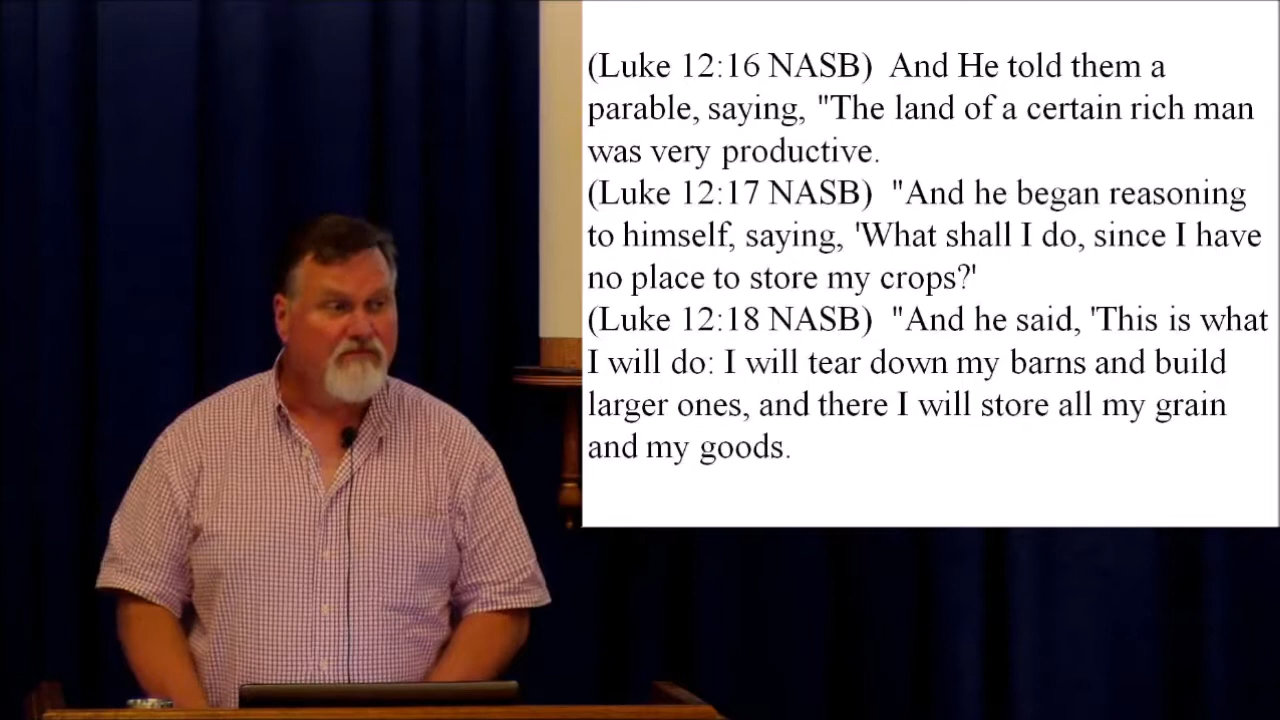 (Luke 12:16 NASB)  And He told them a
parable, saying, "The land of a certain rich man
was very productive.
(Luke 12:17 NASB)  "And he began reasoning
to himself, saying, 'What shall I do, since I have
no place to store my crops?'
(Luke 12:18 NASB)  "And he said, 'This is what
I will do: I will tear down my barns and build
larger ones, and there I will store all my grain
and my goods.